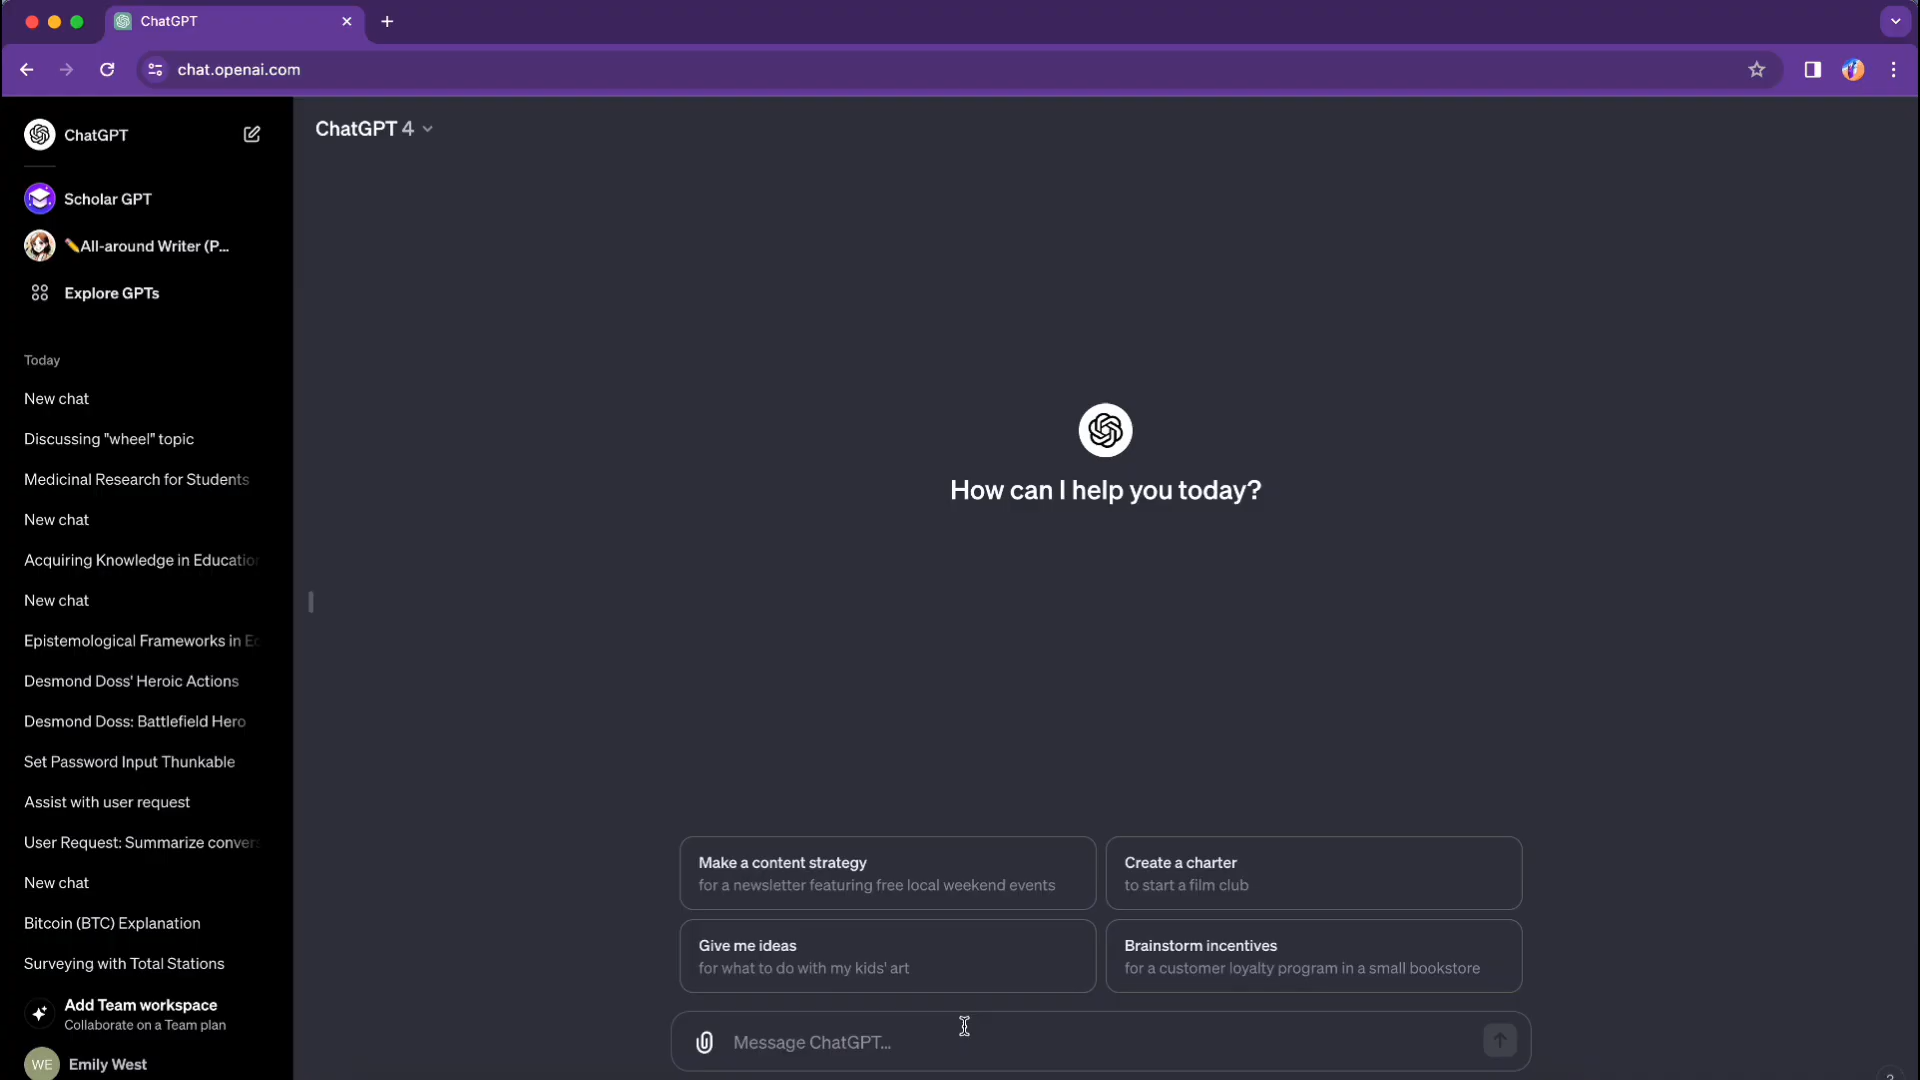 ChatGPT
chat.openai.com
ChatGPT
Scholar GPT
✏️All-around Writer (P...
Explore GPTs
Today
New chat
Discussing "wheel" topic
Medicinal Research for Students
New chat
Acquiring Knowledge in Education
New chat
Epistemological Frameworks in Ec
Desmond Doss' Heroic Actions
Desmond Doss: Battlefield Hero
Set Password Input Thunkable
Assist with user request
User Request: Summarize convers
New chat
Bitcoin (BTC) Explanation
Surveying with Total Stations
Add Team workspace
Collaborate on a Team plan
WE Emily West
ChatGPT 4
How can I help you today?
Make a content strategy
for a newsletter featuring free local weekend events
Create a charter
to start a film club
Give me ideas
for what to do with my kids' art
Brainstorm incentives
for a customer loyalty program in a small bookstore
Message ChatGPT...